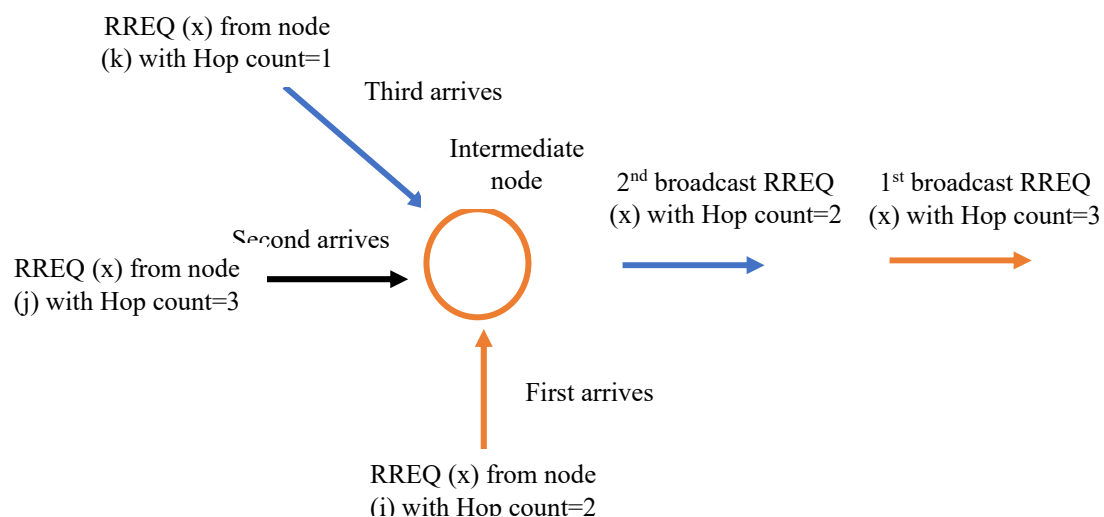 RREQ (x) from node
(k) with Hop count=1
Third arrives
Intermediate
node
2nd broadcast RREQ
(x) with Hop count=2
1st broadcast RREQ
(x) with Hop count=3
Second arrives
RREQ (x) from node
(j) with Hop count=3
First arrives
RREQ (x) from node
(i) with Hop count=2